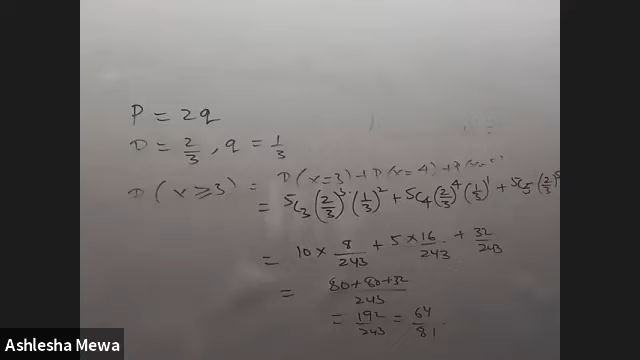 P = 2q
p = 2/3 , q = 1/3
P(x ≥ 3) = P(x=3) + P(x=4) + P(x=5)
= 5C3 (2/3)^3 (1/3)^2 + 5C4 (2/3)^4 (1/3)^1 + 5C5 (2/3)^5
= 10 × 8/243 + 5 × 16/243 + 32/243
= 80+80+32/243
= 192/243 = 64/81.
Ashlesha Mewa